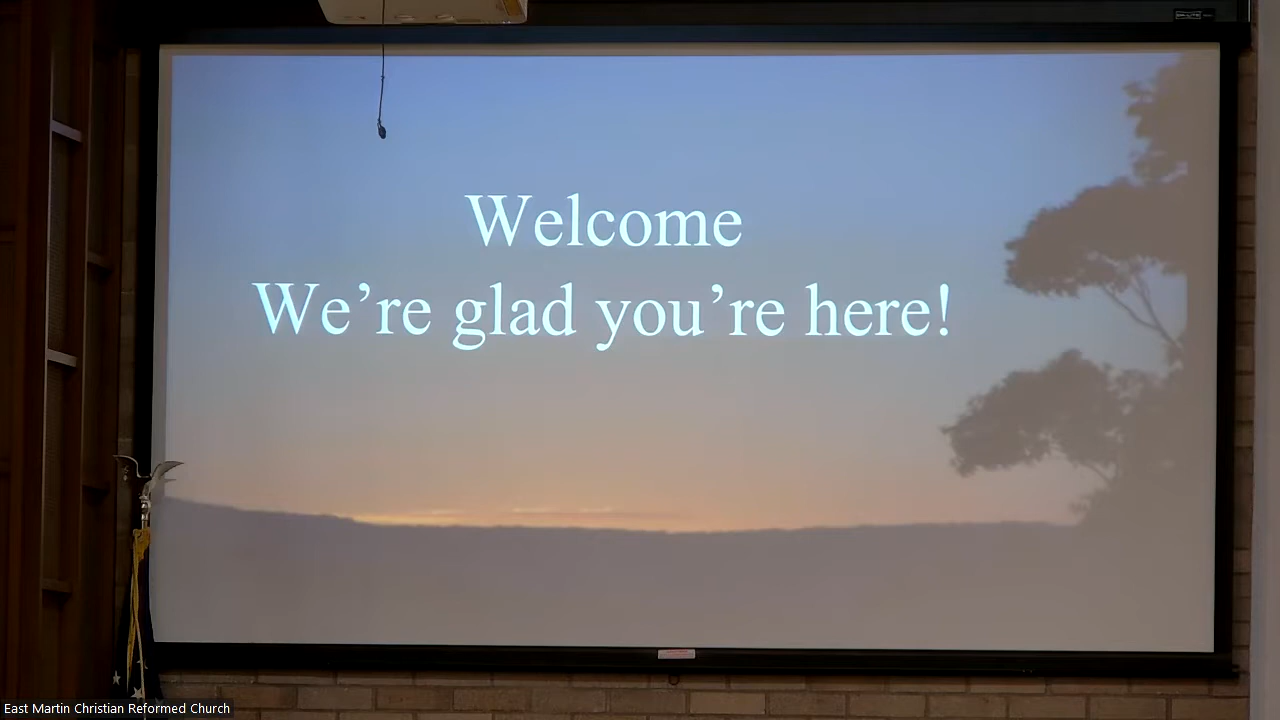 Welcome
We’re glad you’re here!
East Martin Christian Reformed Church